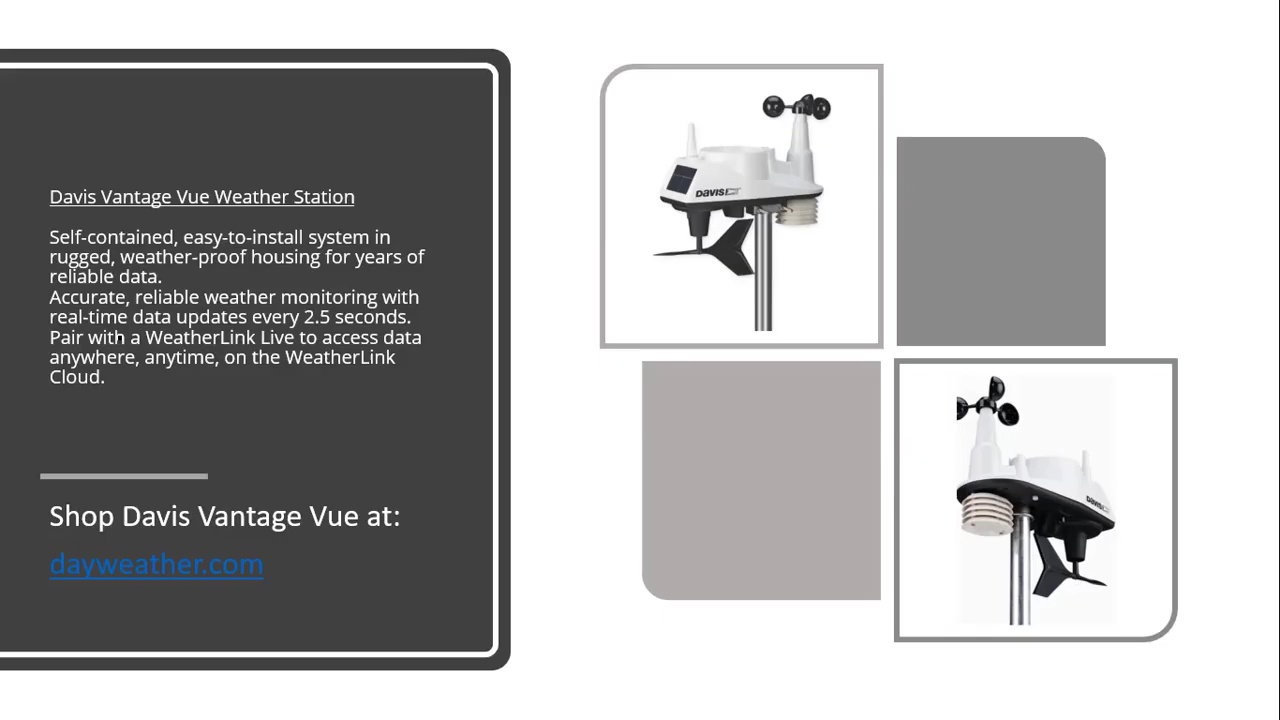 Davis Vantage Vue Weather Station
Self-contained, easy-to-install system in
rugged, weather-proof housing for years of
reliable data.
Accurate, reliable weather monitoring with
real-time data updates every 2.5 seconds.
Pair with a WeatherLink Live to access data
anywhere, anytime, on the WeatherLink
Cloud.
Shop Davis Vantage Vue at:
dayweather.com
DAVIS
DAVIS